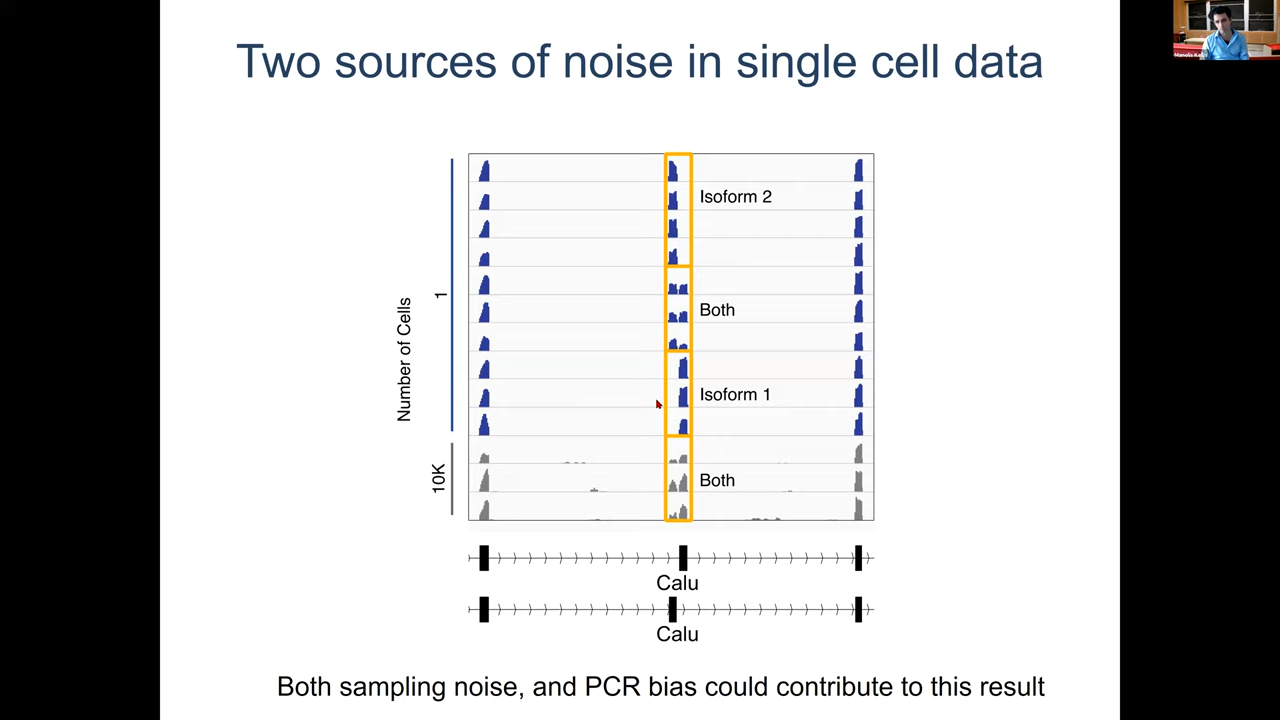 Two sources of noise in single cell data
Isoform 2
Both
Isoform 1
Both
Number of Cells
1
10K
Calu
Calu
Both sampling noise, and PCR bias could contribute to this result
Manolis